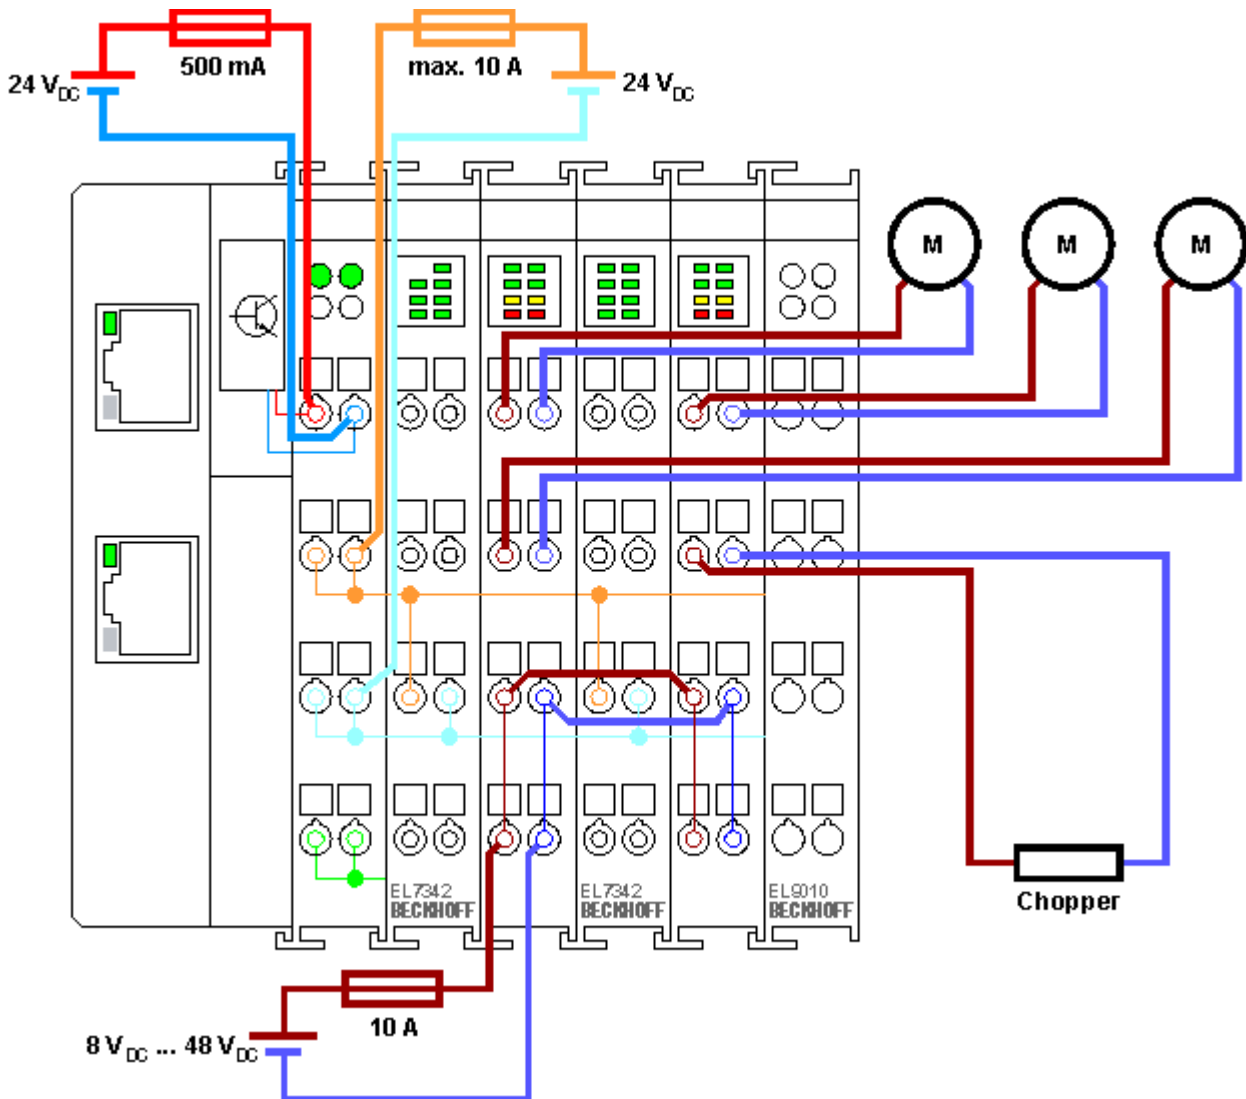 500 mA
max. 10 A
24 VDC
24 VDC
M
M
M
EL7342
BECKHOFF
EL7342
BECKHOFF
EL9010
BECKHOFF
Chopper
10 A
8 VDC ... 48 VDC